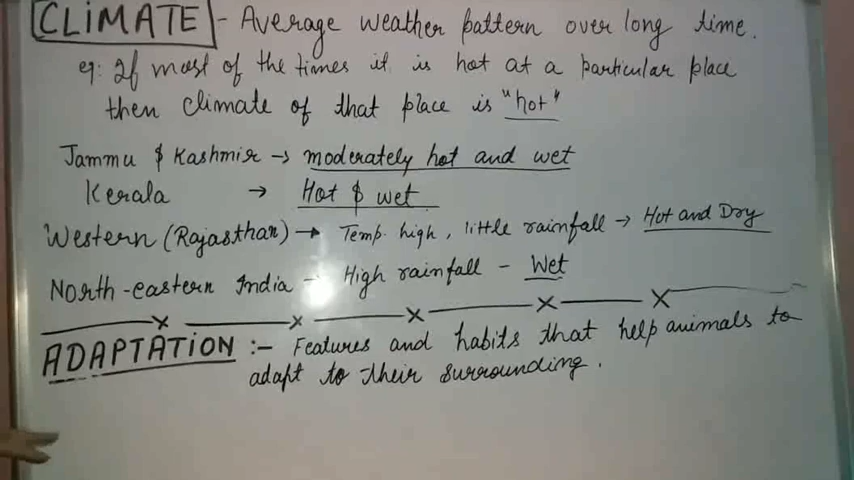 CLIMATE - Average weather pattern over long time.
eg: If most of the times it is hot at a particular place
then climate of that place is "hot"
Jammu & Kashmir → moderately hot and wet
Kerala → Hot & wet
Western (Rajasthan) → Temp. high, little rainfall → Hot and Dry
North-eastern India - High rainfall - Wet
ADAPTATION :- Features and habits that help animals to
adapt to their surrounding.